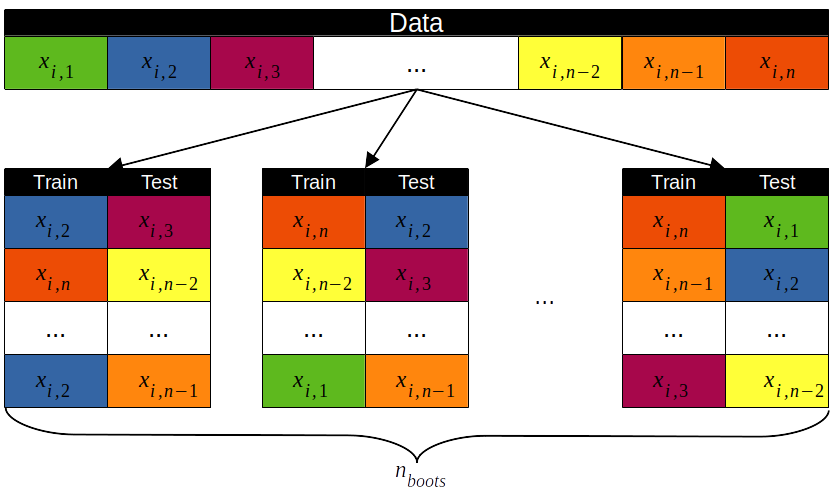 Data
x_{i,1} x_{i,2} x_{i,3} ... x_{i,n−2} x_{i,n−1} x_{i,n}
Train Test Train Test Train Test
x_{i,2} x_{i,3} x_{i,n} x_{i,2} x_{i,n} x_{i,1}
x_{i,n} x_{i,n−2} x_{i,n−2} x_{i,3} x_{i,n−1} x_{i,2}
...
... ... ... ... ... ...
x_{i,2} x_{i,n−1} x_{i,1} x_{i,n−1} x_{i,3} x_{i,n−2}
n_{boots}